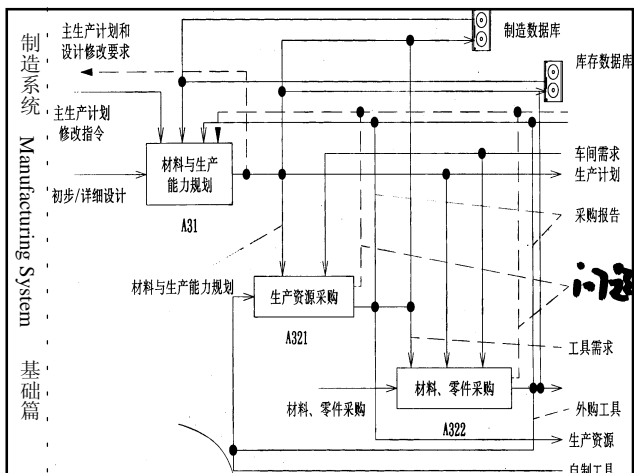 制造系统 Manufacturing System 基础篇
主生产计划和
设计修改要求
制造数据库
库存数据库
主生产计划
修改指令
材料与生产
能力规划
A31
车间需求
生产计划
初步/详细设计
采购报告
材料与生产能力规划
生产资源采购
A321
问题
工具需求
材料、零件采购
材料、零件采购
A322
外购工具
生产资源
自制工具